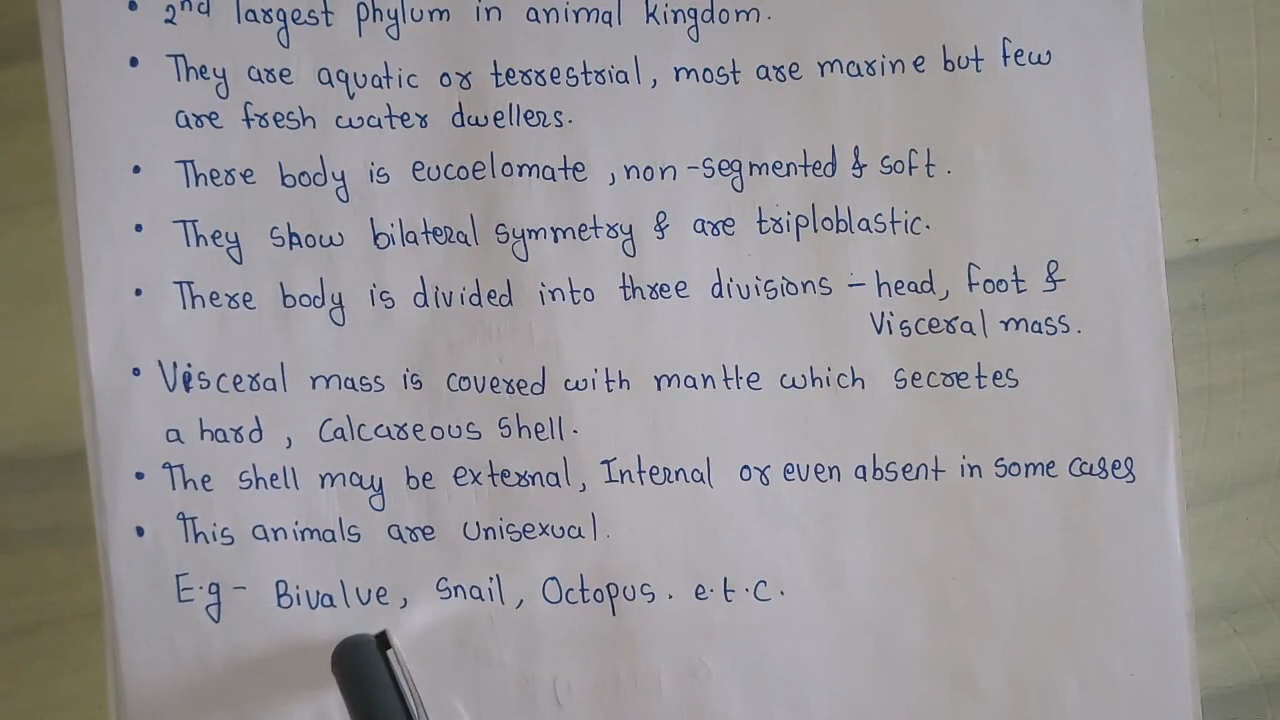 • 2nd largest phylum in animal kingdom.
• They are aquatic or terrestrial, most are marine but few
are fresh water dwellers.
• There body is eucoelomate, non-segmented & soft.
• They show bilateral symmetry & are triploblastic.
• There body is divided into three divisions - head, foot &
Visceral mass.
• Visceral mass is covered with mantle which secretes
a hard, Calcareous Shell.
• The shell may be external, Internal or even absent in some cases
• This animals are Unisexual.
E.g - Bivalve, Snail, Octopus. e.t.c.